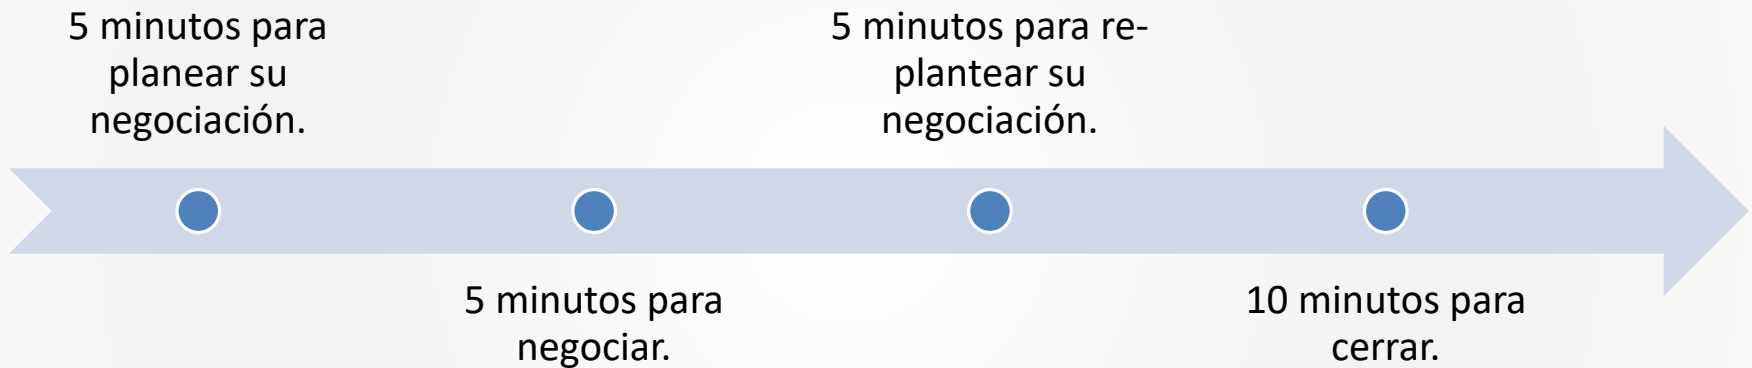 5 minutos para
planear su
negociación.
5 minutos para
negociar.
5 minutos para re-
plantear su
negociación.
10 minutos para
cerrar.